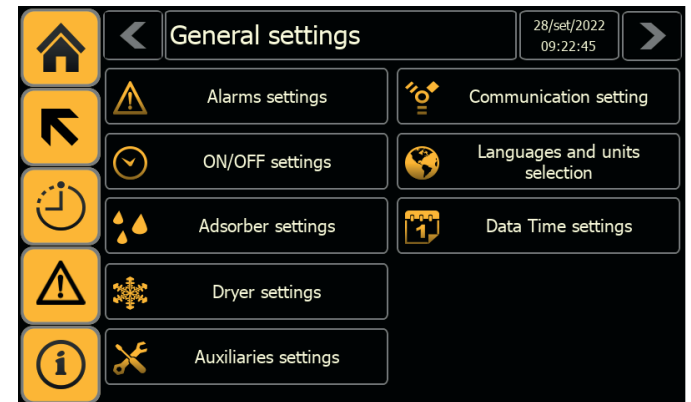 General settings
28/set/2022
09:22:45
Alarms settings
Communication setting
ON/OFF settings
Languages and units
selection
Adsorber settings
1
Data Time settings
Dryer settings
Auxiliaries settings
i